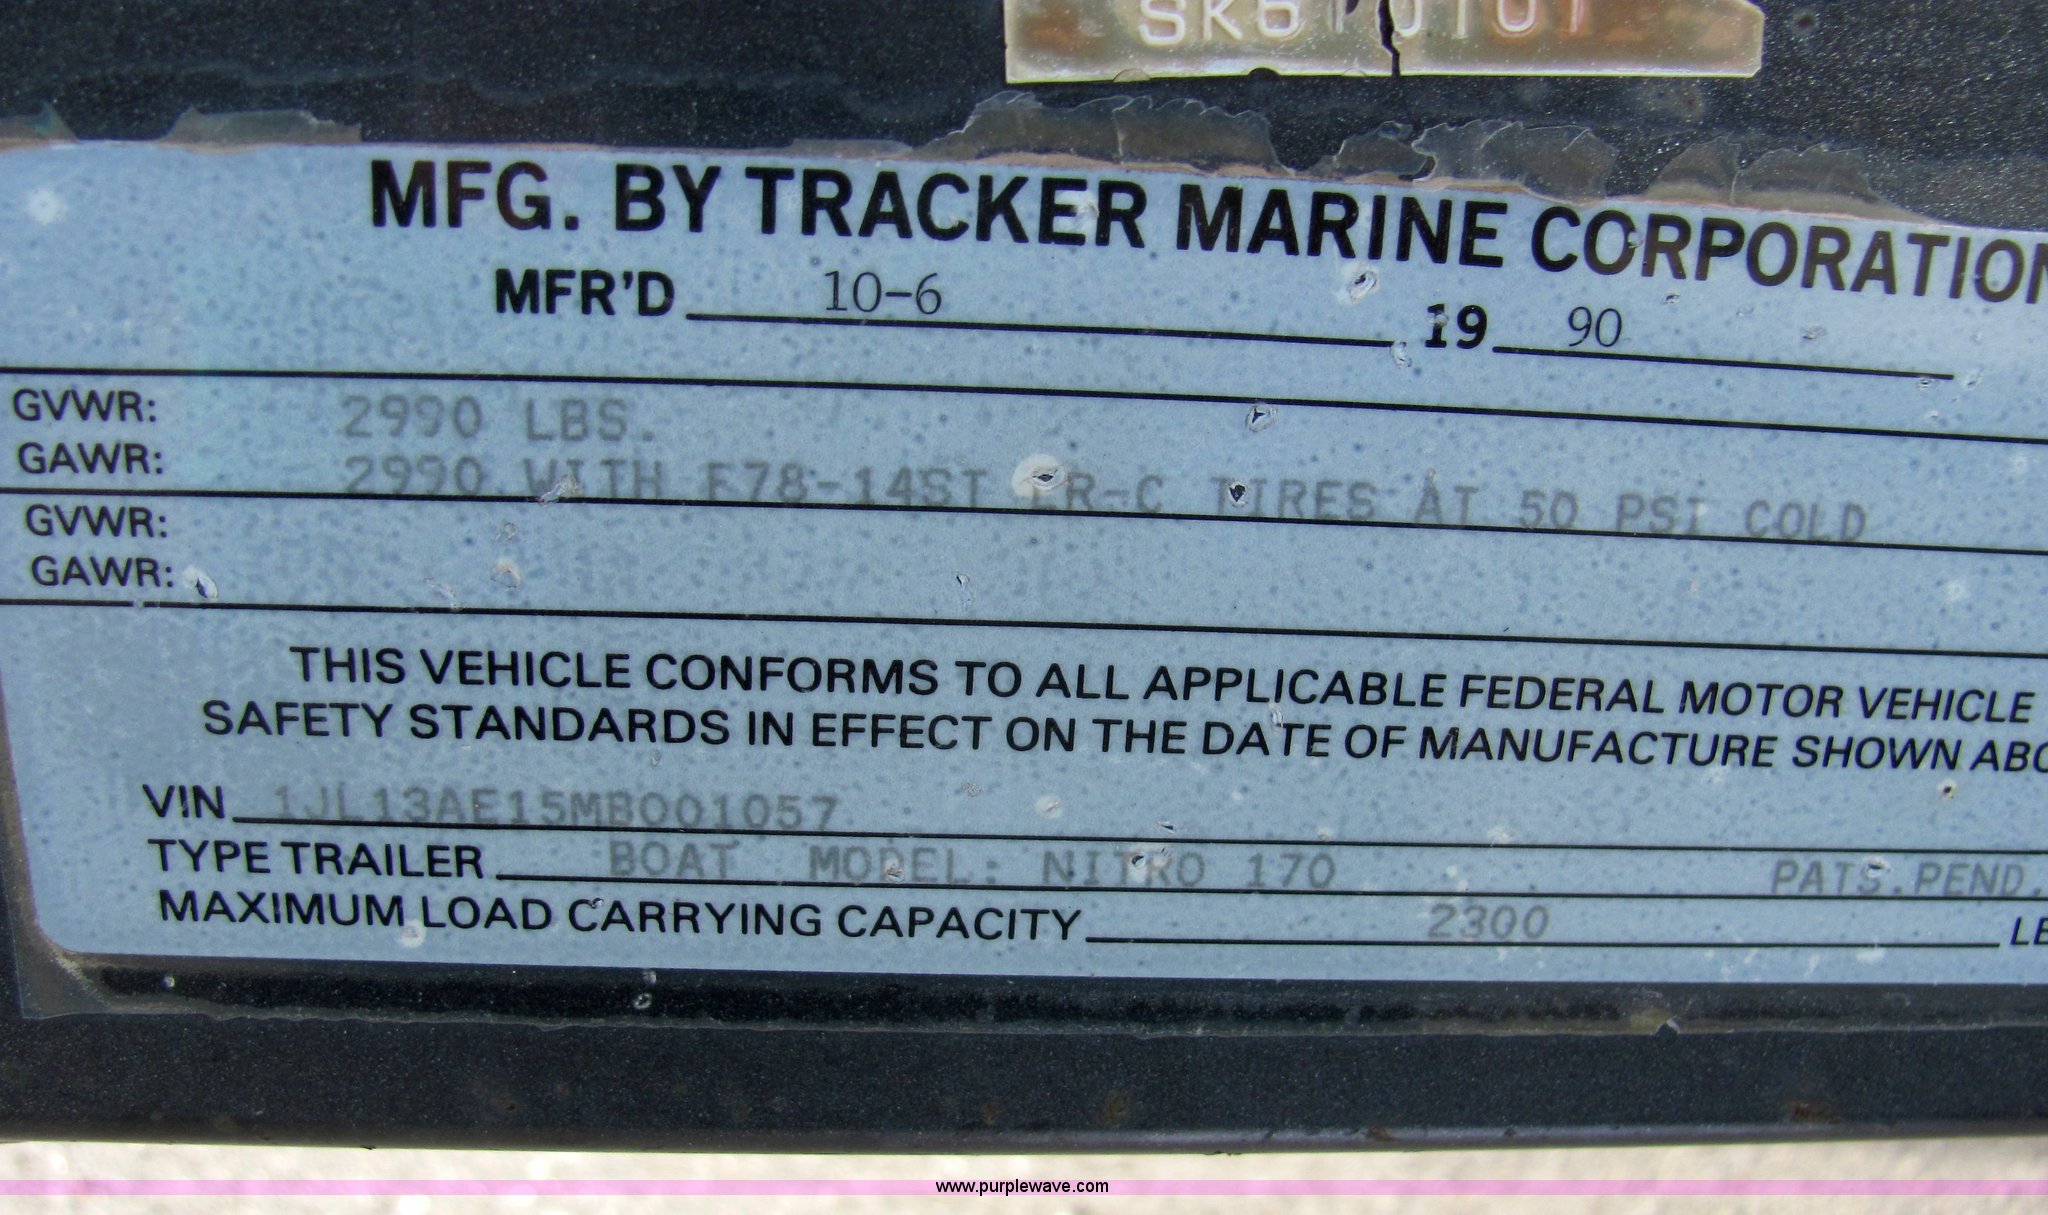 MFG. BY TRACKER MARINE CORPORATION
MFR'D 10-6 1990
GVWR: 2990 LBS.
GAWR: 2990 WITH F78-14ST LR-C TIRES AT 50 PSI COLD
GVWR:
GAWR:
THIS VEHICLE CONFORMS TO ALL APPLICABLE FEDERAL MOTOR VEHICLE
SAFETY STANDARDS IN EFFECT ON THE DATE OF MANUFACTURE SHOWN ABO
VIN 1JL13AE15MB001057
TYPE TRAILER BOAT MODEL: NITRO 170 PATS.PEND.
MAXIMUM LOAD CARRYING CAPACITY 2300 LB
www.purplewave.com